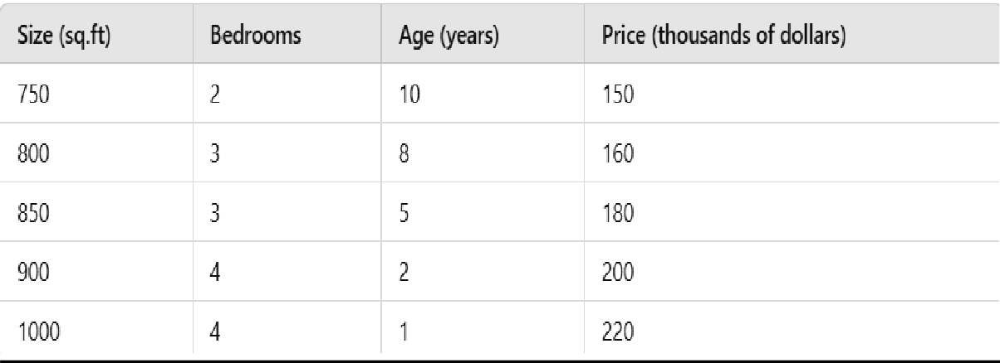 Size (sq.ft) Bedrooms Age (years) Price (thousands of dollars)
750 2 10 150
800 3 8 160
850 3 5 180
900 4 2 200
1000 4 1 220